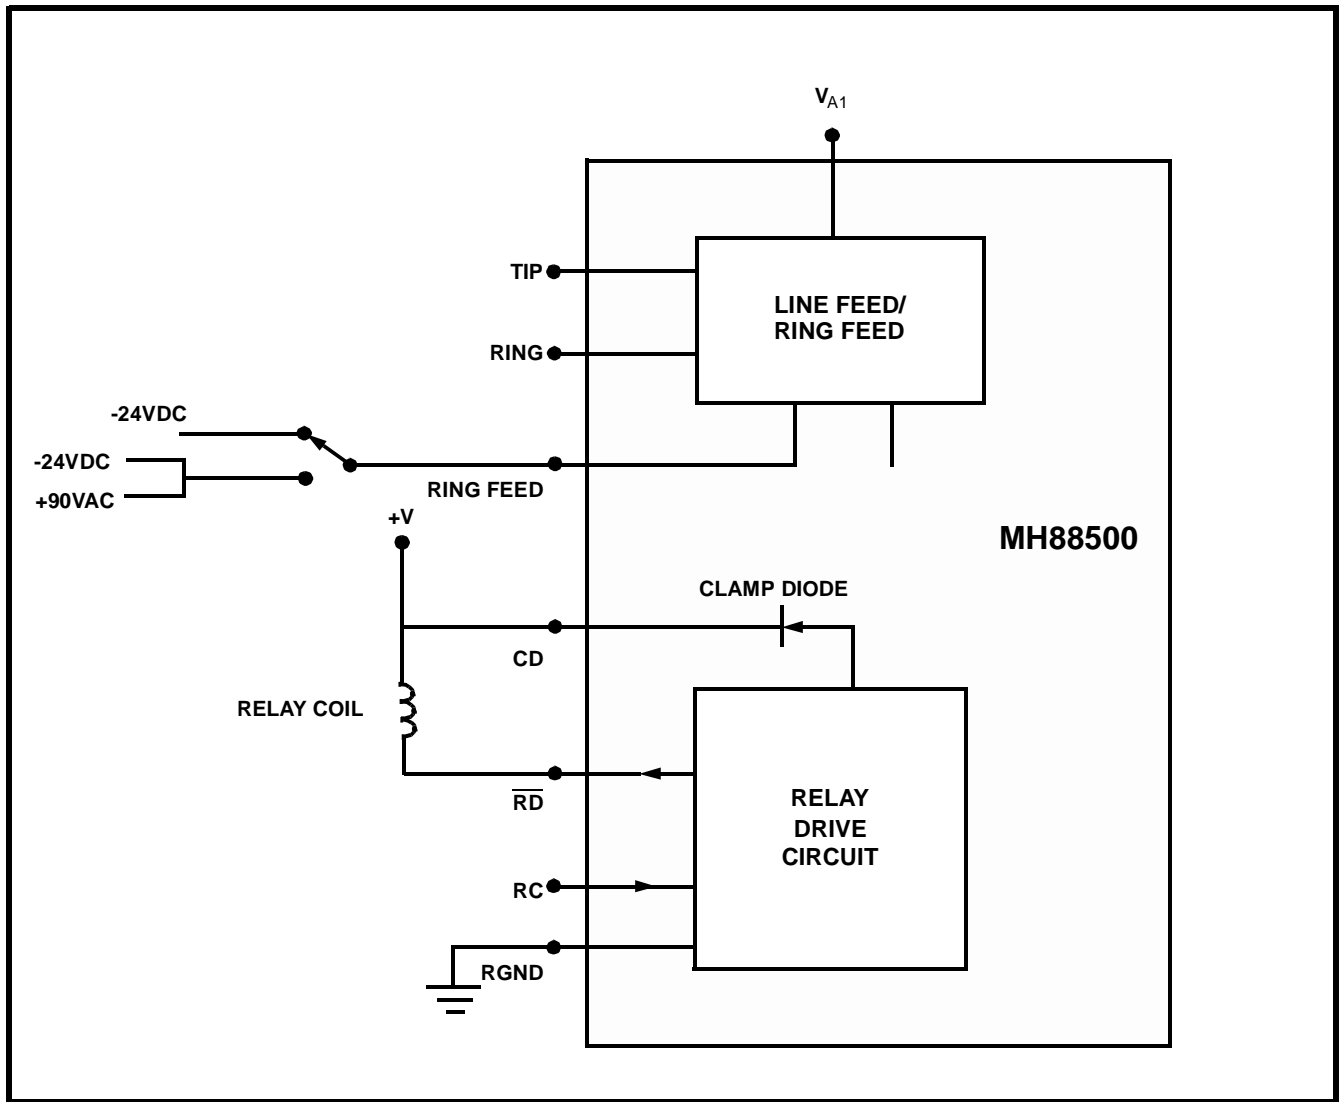 VA1
TIP
LINE FEED/
RING FEED
RING
-24VDC
-24VDC
+90VAC
RING FEED
+V
MH88500
CLAMP DIODE
CD
RELAY COIL
RD
RELAY
DRIVE
CIRCUIT
RC
RGND